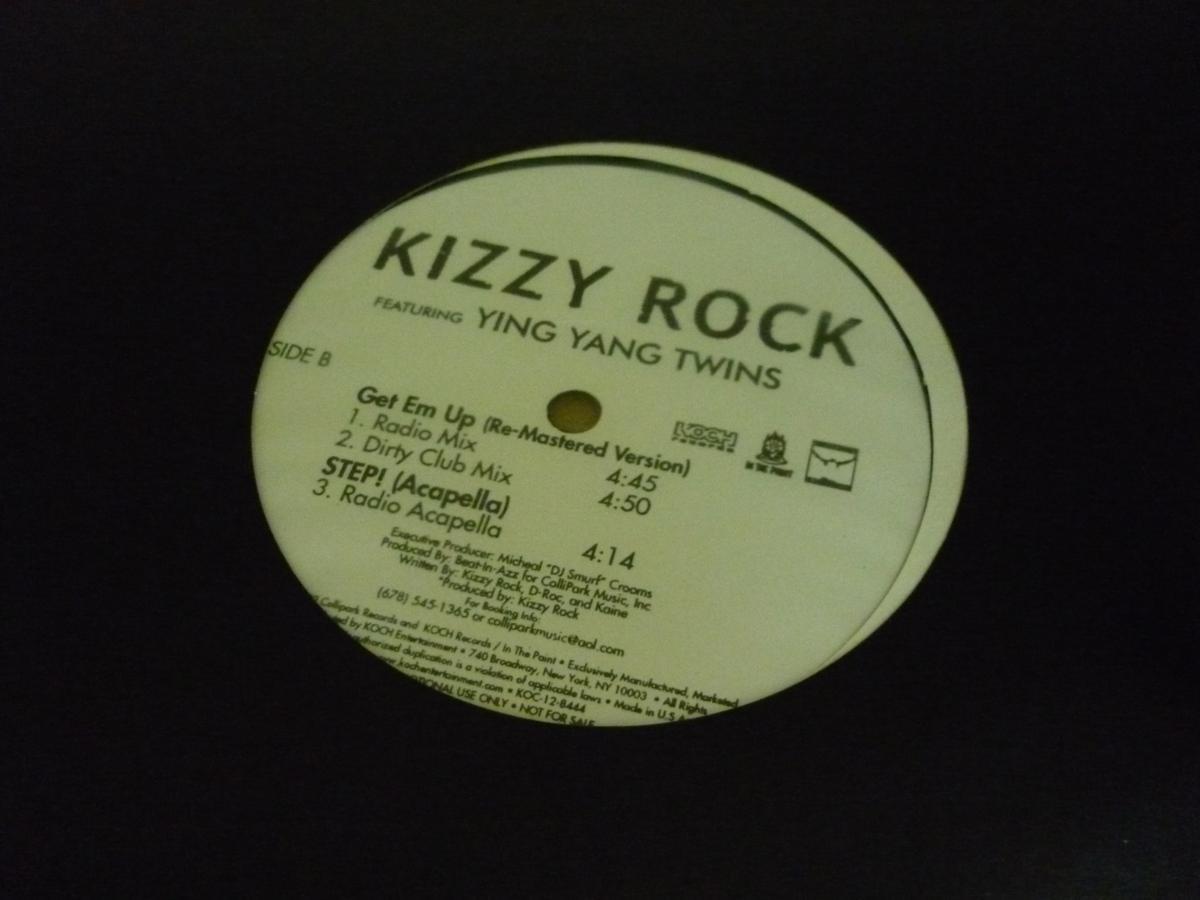 KIZZY ROCK
FEATURING YING YANG TWINS
SIDE B
Get Em Up (Re-Mastered Version)
1. Radio Mix 4:45
2. Dirty Club Mix 4:50
STEP! (Acapella)
3. Radio Acapella 4:14
KOCH
records
IN THE PAINT
Executive Producer: Micheal "DJ Smurf" Crooms
Produced By: Beat-In-Azz for ColliPark Music, Inc
Written By: Kizzy Rock, D-Roc, and Kaine
*Produced by: Kizzy Rock
For Booking Info:
(678) 545-1365 or colliparkmusic@aol.com
Collipark Records and KOCH Records / In The Paint • Exclusively Manufactured, Marketed
by KOCH Entertainment • 740 Broadway, New York, NY 10003 • All Rights
duplication is a violation of applicable laws • Made in U.S.A
.kochentertainment.com • KOC-12-8444
USE ONLY • NOT FOR SALE